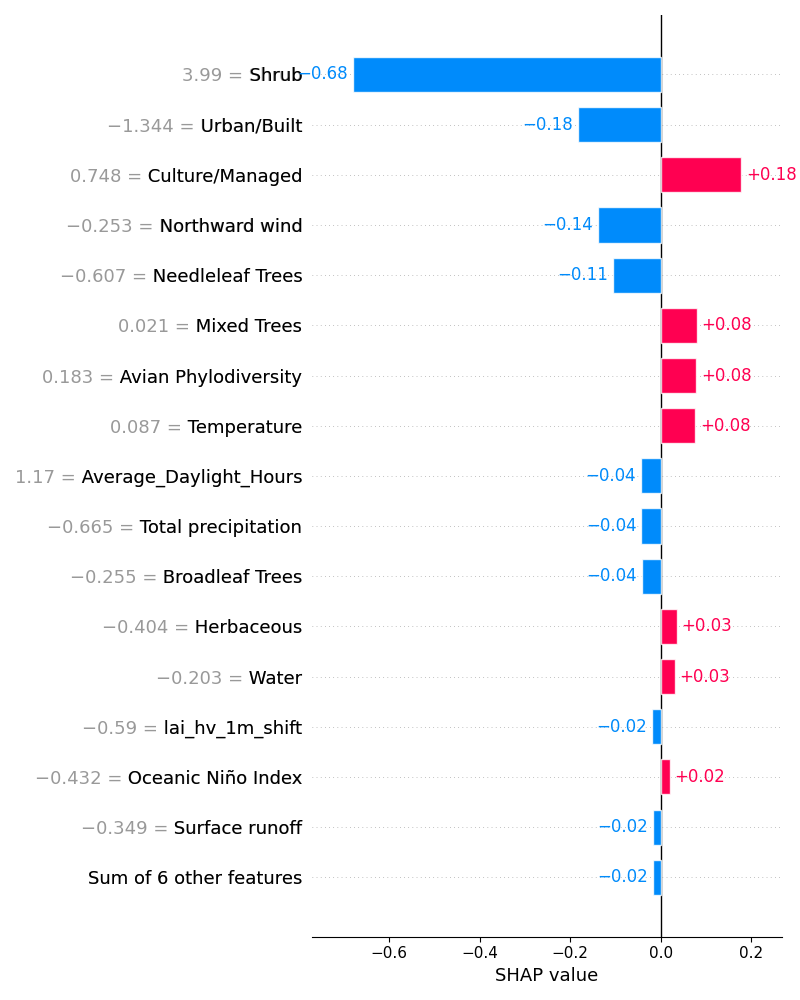 3.99 = Shrub −0.68
−1.344 = Urban/Built −0.18
0.748 = Culture/Managed +0.18
−0.253 = Northward wind −0.14
−0.607 = Needleleaf Trees −0.11
0.021 = Mixed Trees +0.08
0.183 = Avian Phylodiversity +0.08
0.087 = Temperature +0.08
1.17 = Average_Daylight_Hours −0.04
−0.665 = Total precipitation −0.04
−0.255 = Broadleaf Trees −0.04
−0.404 = Herbaceous +0.03
−0.203 = Water +0.03
−0.59 = lai_hv_1m_shift −0.02
−0.432 = Oceanic Niño Index +0.02
−0.349 = Surface runoff −0.02
Sum of 6 other features −0.02
−0.6 −0.4 −0.2 0.0 0.2
SHAP value